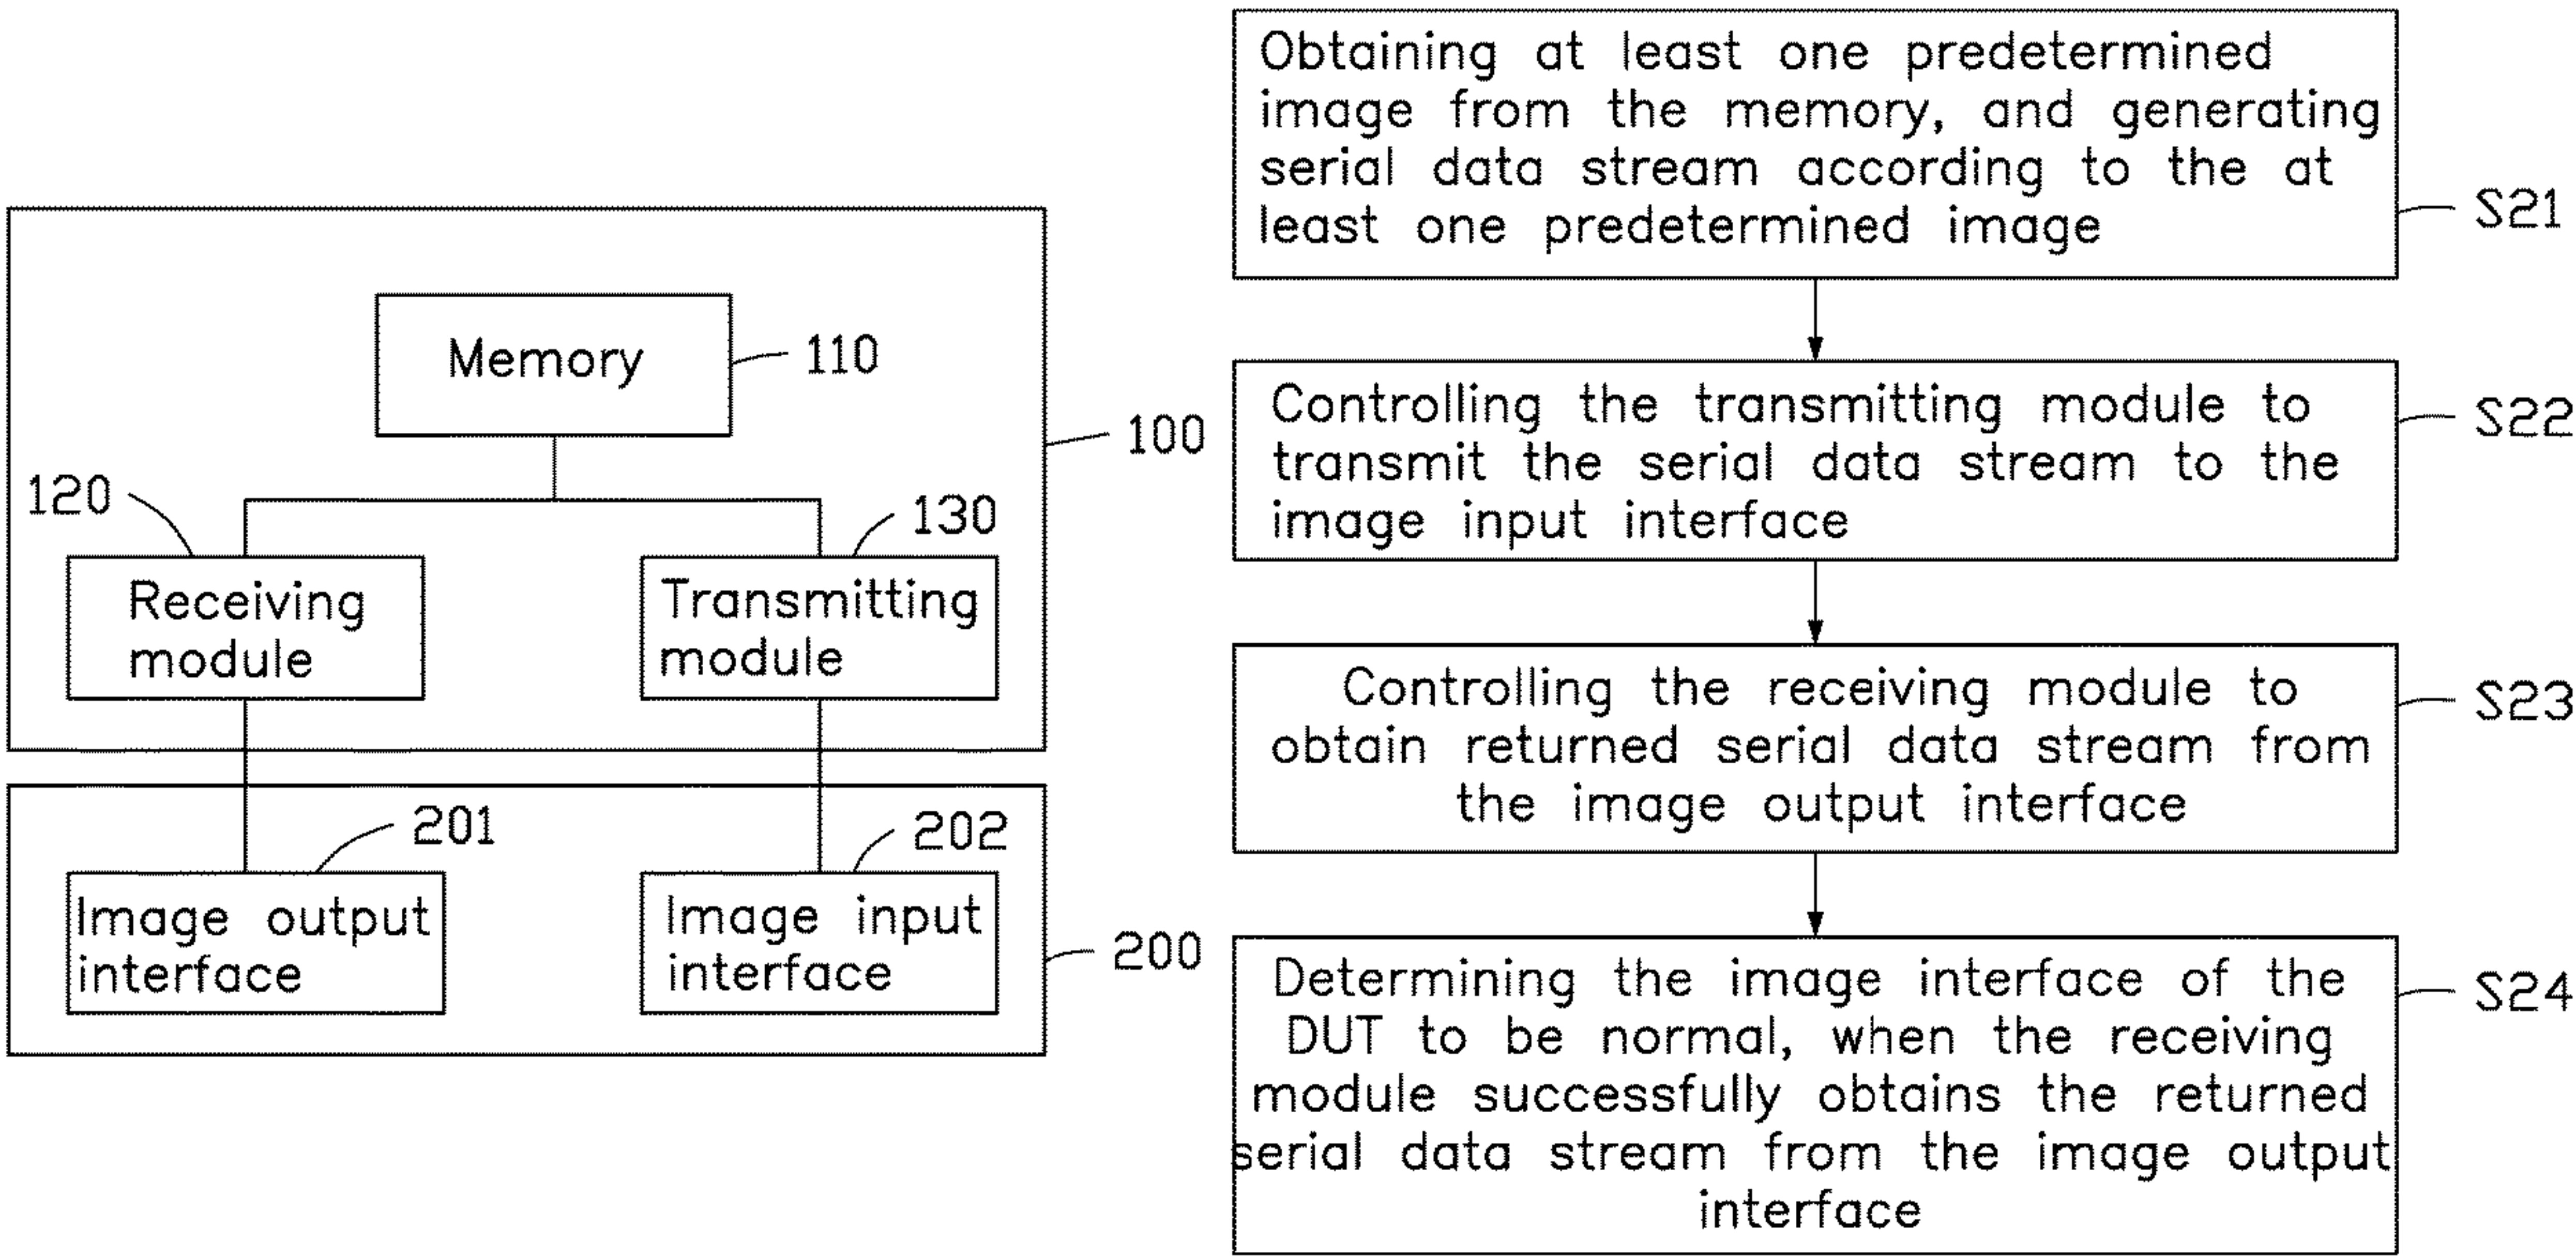 Memory
110
100
120
130
Receiving
module
Transmitting
module
201
202
Image output
interface
Image input
interface
200
Obtaining at least one predetermined
image from the memory, and generating
serial data stream according to the at
least one predetermined image
S21
Controlling the transmitting module to
transmit the serial data stream to the
image input interface
S22
Controlling the receiving module to
obtain returned serial data stream from
the image output interface
S23
Determining the image interface of the
DUT to be normal, when the receiving
module successfully obtains the returned
serial data stream from the image output
interface
S24